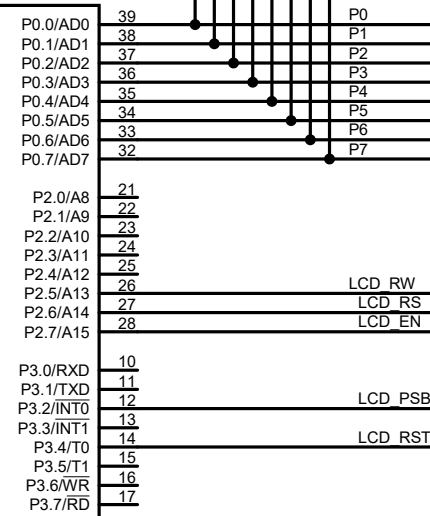 P0.0/AD0 39 P0
P0.1/AD1 38 P1
P0.2/AD2 37 P2
P0.3/AD3 36 P3
P0.4/AD4 35 P4
P0.5/AD5 34 P5
P0.6/AD6 33 P6
P0.7/AD7 32 P7
P2.0/A8 21
P2.1/A9 22
P2.2/A10 23
P2.3/A11 24
P2.4/A12 25
P2.5/A13 26 LCD_RW
P2.6/A14 27 LCD_RS
P2.7/A15 28 LCD_EN
P3.0/RXD 10
P3.1/TXD 11
P3.2/I̅N̅T̅0̅ 12 LCD_PSB
P3.3/I̅N̅T̅1̅ 13
P3.4/T0 14 LCD_RST
P3.5/T1 15
P3.6/W̅R̅ 16
P3.7/R̅D̅ 17